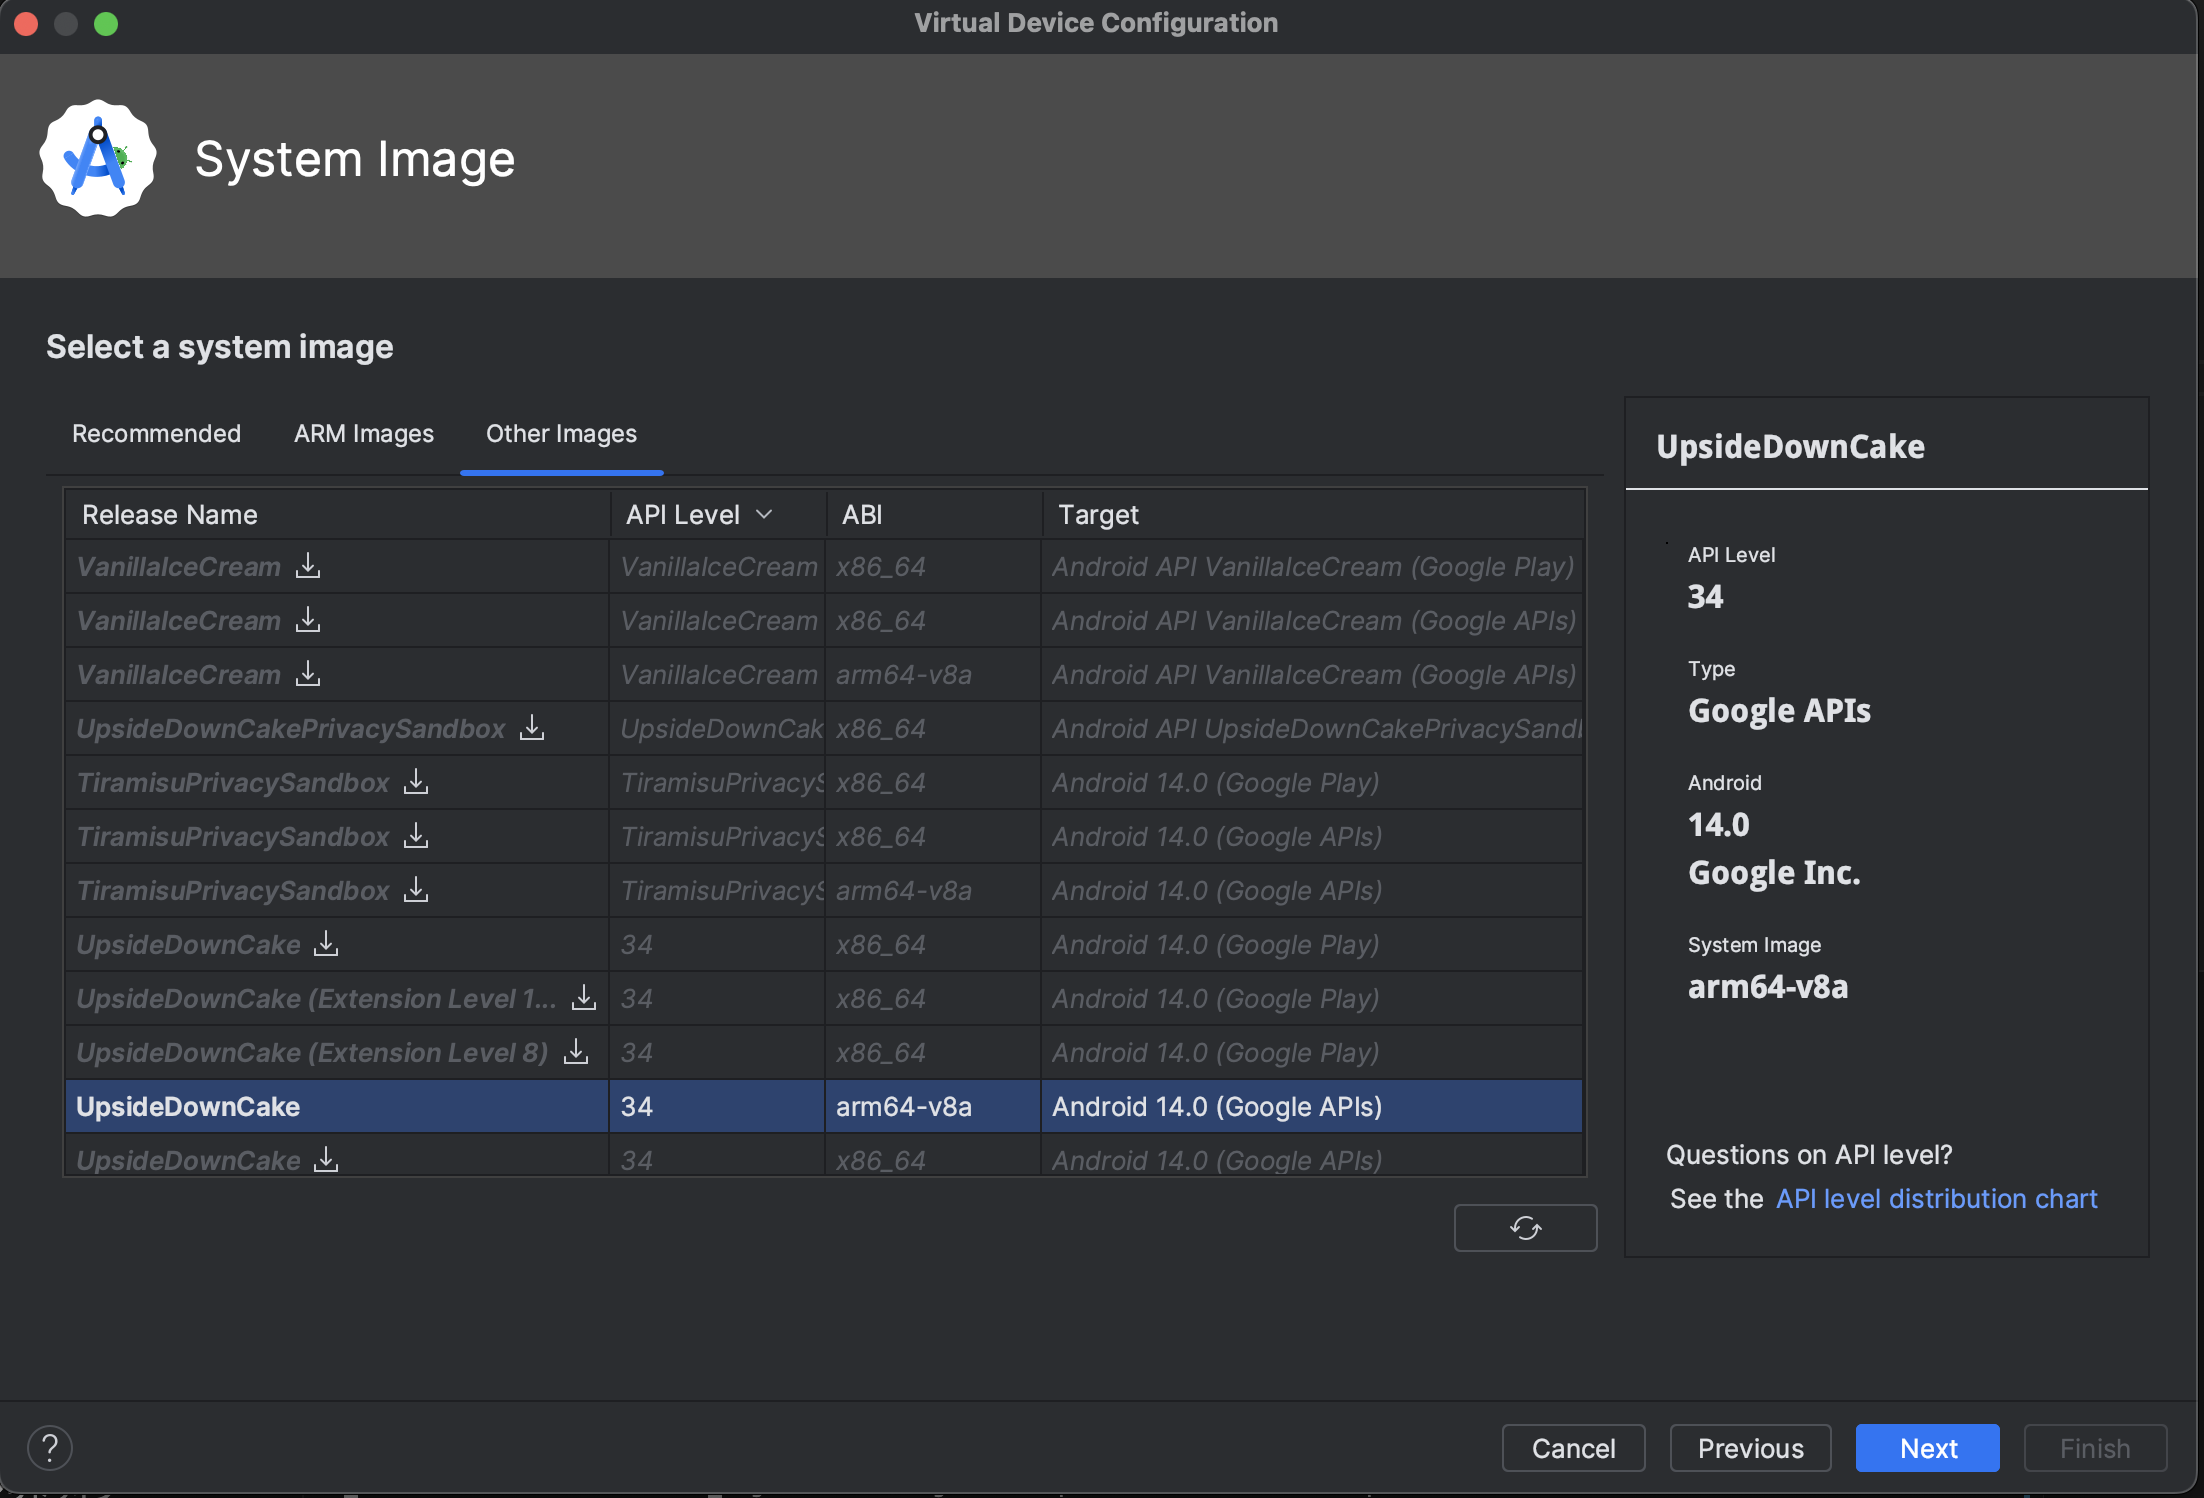 Virtual Device Configuration
System Image
Select a system image
Recommended ARM Images Other Images
Release Name API Level ABI Target
VanillaIceCream VanillaIceCream x86_64 Android API VanillaIceCream (Google Play)
VanillaIceCream VanillaIceCream x86_64 Android API VanillaIceCream (Google APIs)
VanillaIceCream VanillaIceCream arm64-v8a Android API VanillaIceCream (Google APIs)
UpsideDownCakePrivacySandbox UpsideDownCak x86_64 Android API UpsideDownCakePrivacySandb
TiramisuPrivacySandbox TiramisuPrivacyS x86_64 Android 14.0 (Google Play)
TiramisuPrivacySandbox TiramisuPrivacyS x86_64 Android 14.0 (Google APIs)
TiramisuPrivacySandbox TiramisuPrivacyS arm64-v8a Android 14.0 (Google APIs)
UpsideDownCake 34 x86_64 Android 14.0 (Google Play)
UpsideDownCake (Extension Level 1... 34 x86_64 Android 14.0 (Google Play)
UpsideDownCake (Extension Level 8) 34 x86_64 Android 14.0 (Google Play)
UpsideDownCake 34 arm64-v8a Android 14.0 (Google APIs)
UpsideDownCake 34 x86_64 Android 14.0 (Google APIs)
UpsideDownCake
API Level
34
Type
Google APIs
Android
14.0
Google Inc.
System Image
arm64-v8a
Questions on API level?
See the API level distribution chart
? Cancel Previous Next Finish